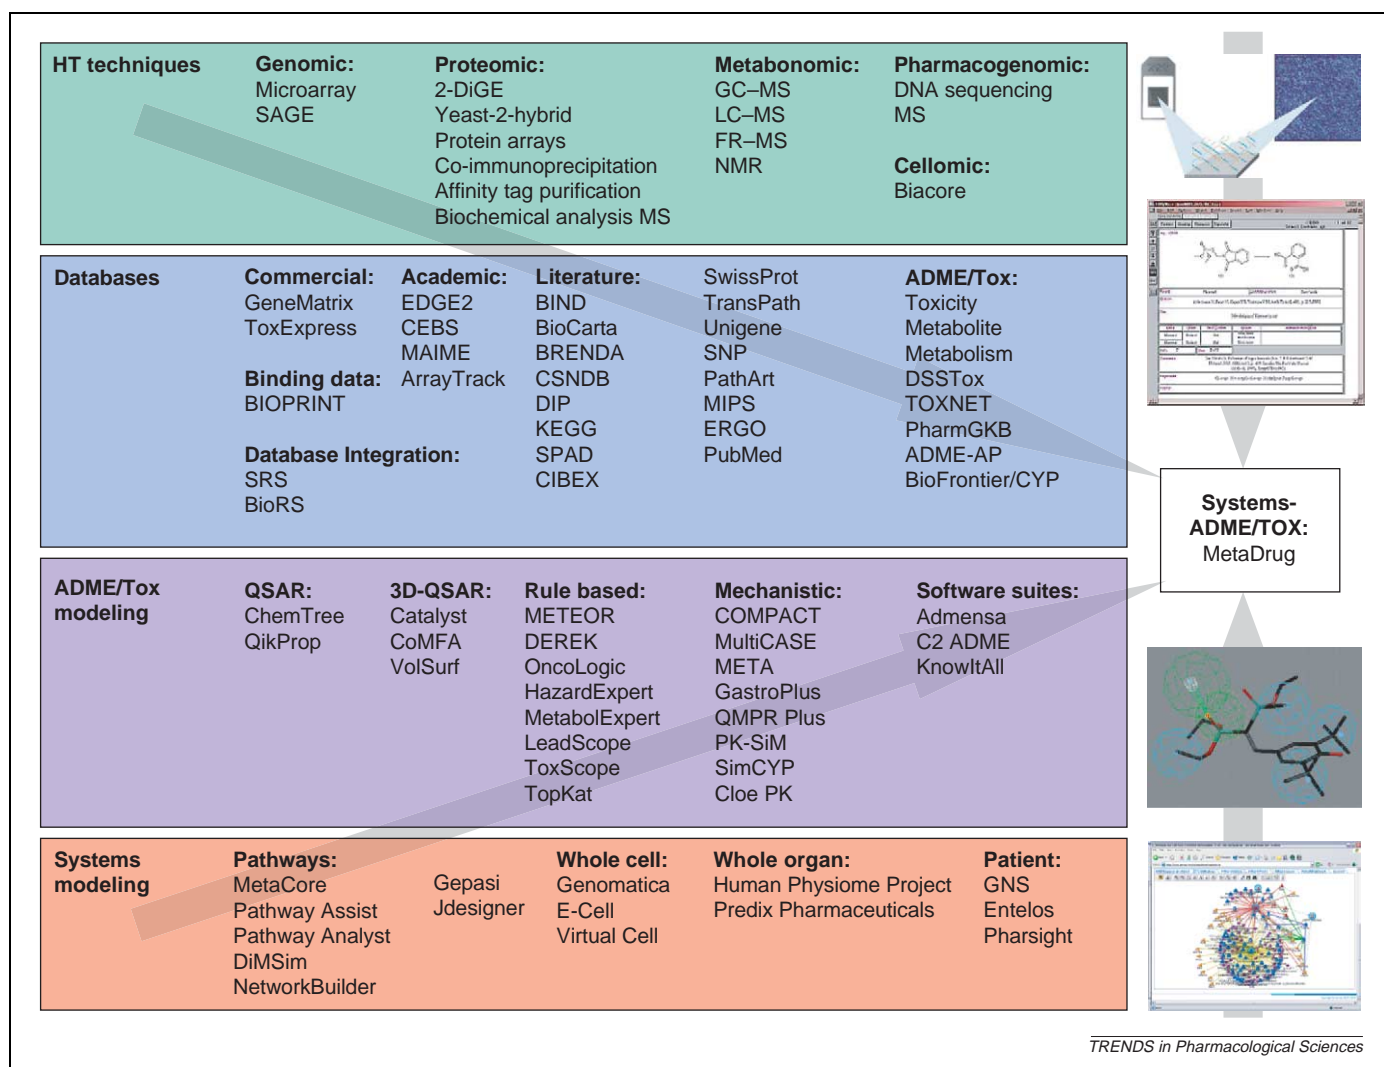 HT techniques
Genomic:
Microarray
SAGE
Proteomic:
2-DiGE
Yeast-2-hybrid
Protein arrays
Co-immunoprecipitation
Affinity tag purification
Biochemical analysis MS
Metabonomic:
GC–MS
LC–MS
FR–MS
NMR
Pharmacogenomic:
DNA sequencing
MS
Cellomic:
Biacore
Databases
Commercial:
GeneMatrix
ToxExpress
Binding data:
BIOPRINT
Database Integration:
SRS
BioRS
Academic:
EDGE2
CEBS
MAIME
ArrayTrack
Literature:
BIND
BioCarta
BRENDA
CSNDB
DIP
KEGG
SPAD
CIBEX
SwissProt
TransPath
Unigene
SNP
PathArt
MIPS
ERGO
PubMed
ADME/Tox:
Toxicity
Metabolite
Metabolism
DSSTox
TOXNET
PharmGKB
ADME-AP
BioFrontier/CYP
Systems-
ADME/TOX:
MetaDrug
ADME/Tox
modeling
QSAR:
ChemTree
QikProp
3D-QSAR:
Catalyst
CoMFA
VolSurf
Rule based:
METEOR
DEREK
OncoLogic
HazardExpert
MetabolExpert
LeadScope
ToxScope
TopKat
Mechanistic:
COMPACT
MultiCASE
META
GastroPlus
QMPR Plus
PK-SiM
SimCYP
Cloe PK
Software suites:
Admensa
C2 ADME
KnowItAll
Systems
modeling
Pathways:
MetaCore
Pathway Assist
Pathway Analyst
DiMSim
NetworkBuilder
Gepasi
Jdesigner
Whole cell:
Genomatica
E-Cell
Virtual Cell
Whole organ:
Human Physiome Project
Predix Pharmaceuticals
Patient:
GNS
Entelos
Pharsight
TRENDS in Pharmacological Sciences